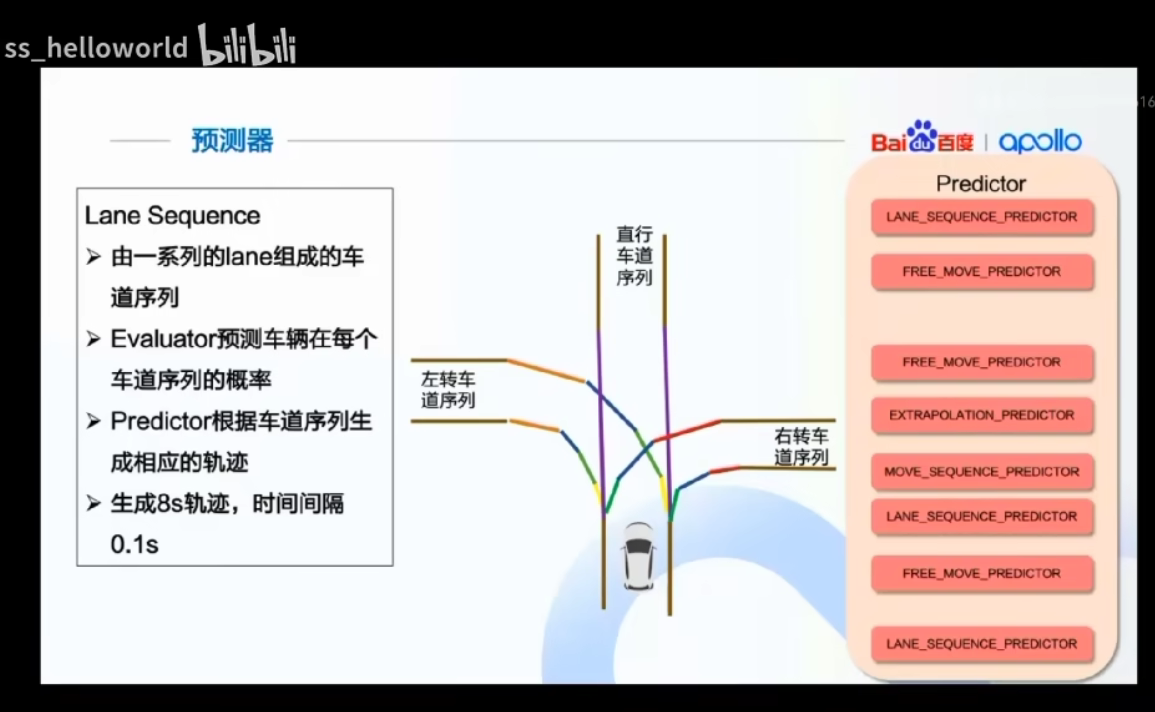 ss_helloworld bilibili
16
预测器
Bai du 百度 | apollo
Lane Sequence
➢ 由一系列的lane组成的车
道序列
➢ Evaluator预测车辆在每个
车道序列的概率
➢ Predictor根据车道序列生
成相应的轨迹
➢ 生成8s轨迹，时间间隔
0.1s
直行
车道
序列
左转车
道序列
右转车
道序列
Predictor
LANE_SEQUENCE_PREDICTOR
FREE_MOVE_PREDICTOR
FREE_MOVE_PREDICTOR
EXTRAPOLATION_PREDICTOR
MOVE_SEQUENCE_PREDICTOR
LANE_SEQUENCE_PREDICTOR
FREE_MOVE_PREDICTOR
LANE_SEQUENCE_PREDICTOR